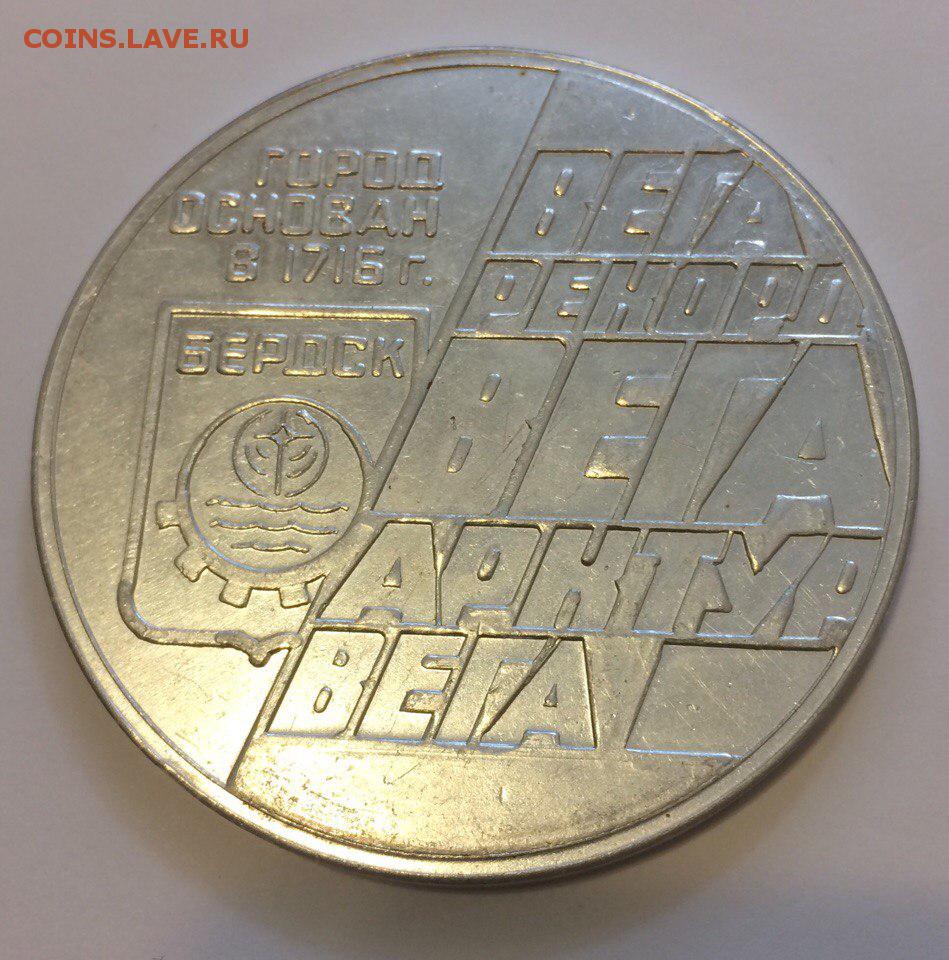 COINS.LAVE.RU
ГОРОД
ОСНОВАН
В 1716 г.
БЕРДСК
ВЕГА
РЕКОРД
ВЕГА
АРКТУР
ВЕГА